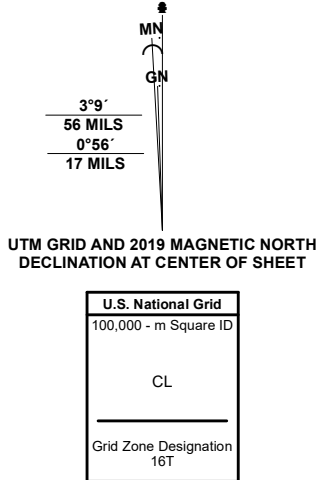 MN
GN
3°9´
56 MILS
0°56´
17 MILS
UTM GRID AND 2019 MAGNETIC NORTH
DECLINATION AT CENTER OF SHEET
U.S. National Grid
100,000 - m Square ID
CL
Grid Zone Designation
16T